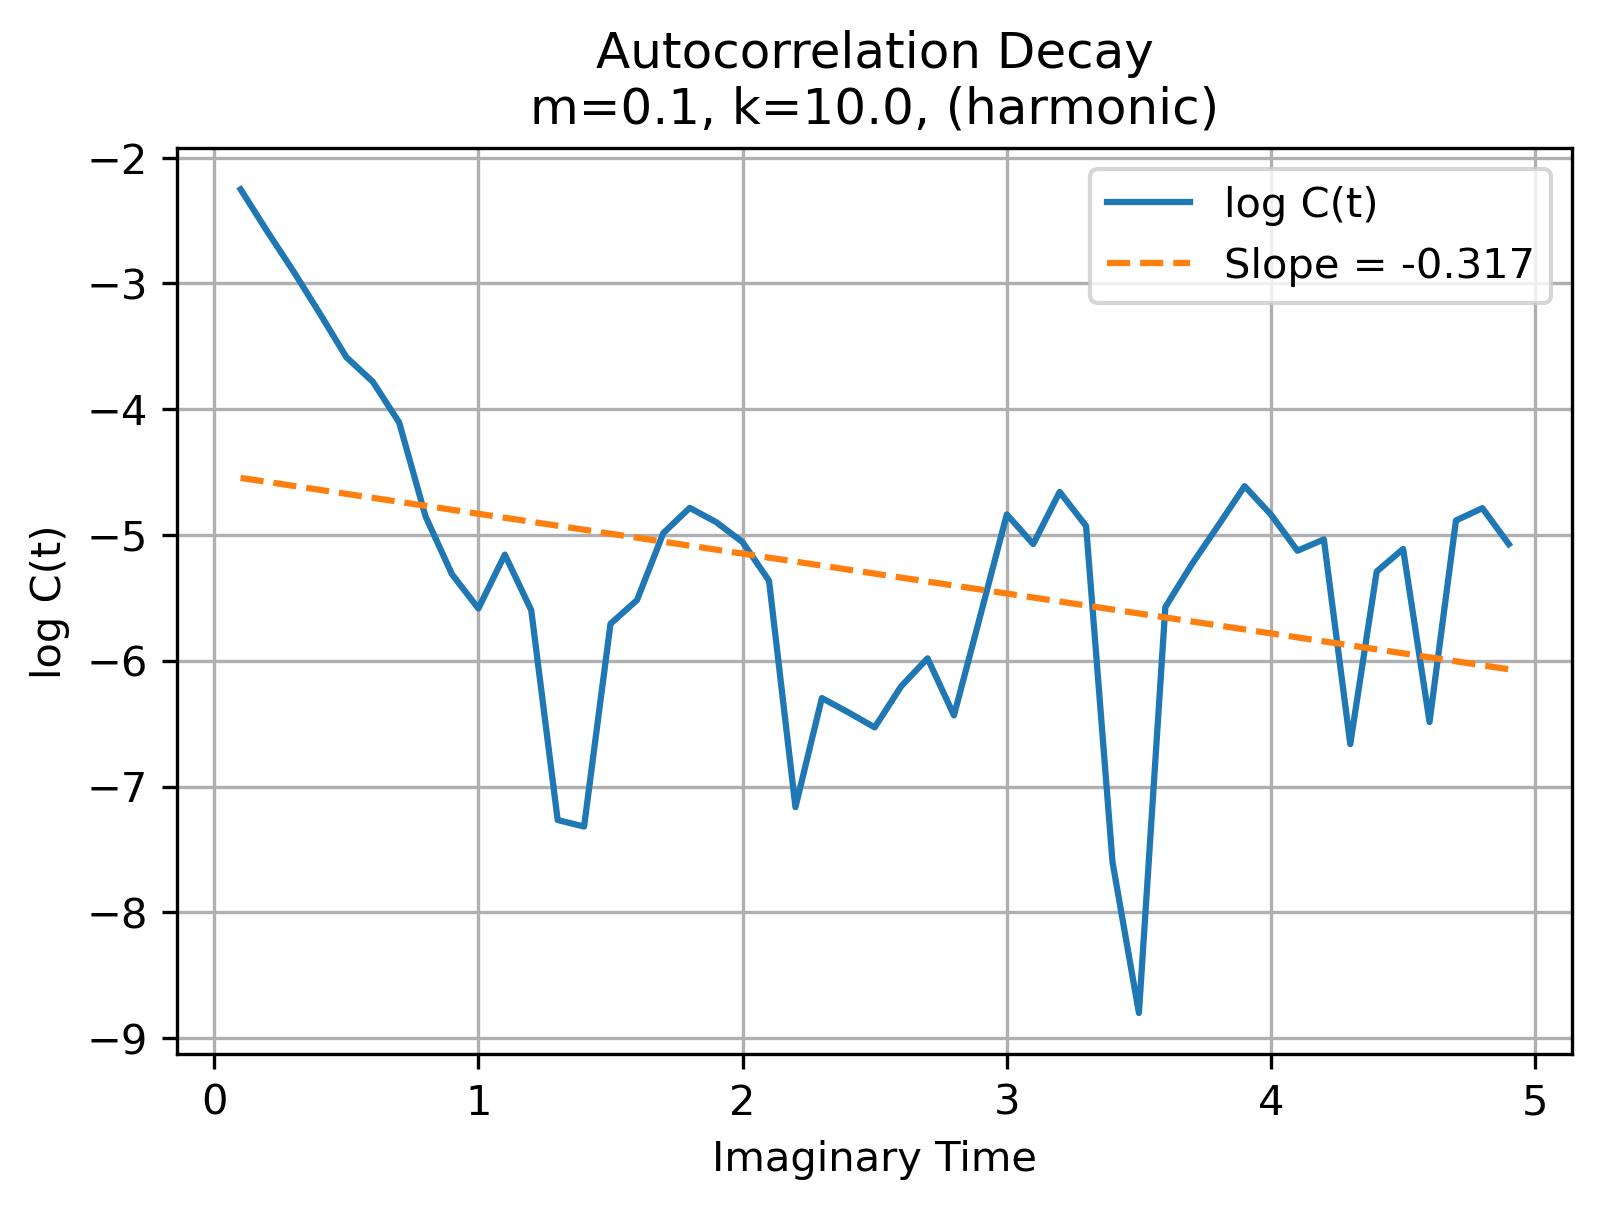 Autocorrelation Decay
m=0.1, k=10.0, (harmonic)
log C(t)
Slope = -0.317
−2
−3
−4
−5
−6
−7
−8
−9
log C(t)
0 1 2 3 4 5
Imaginary Time